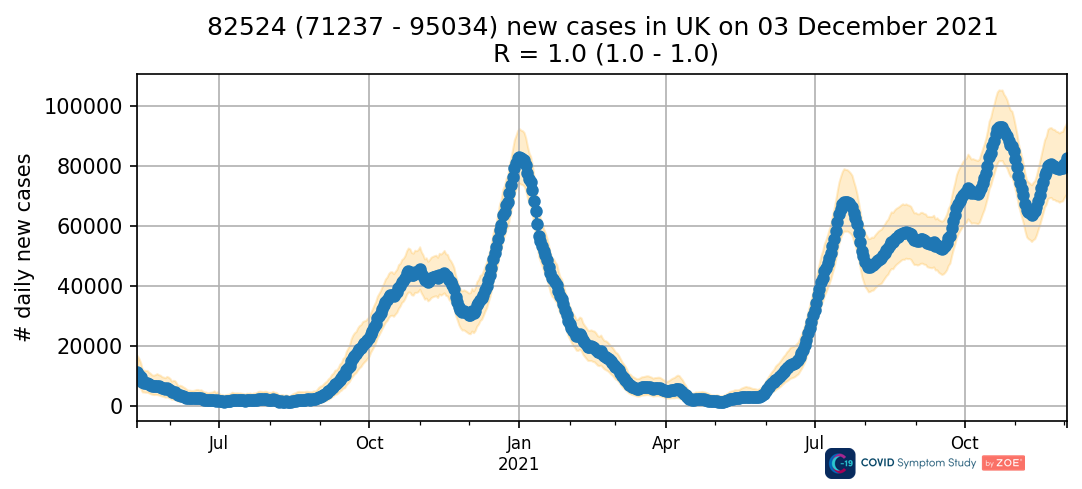 82524 (71237 - 95034) new cases in UK on 03 December 2021
R = 1.0 (1.0 - 1.0)
# daily new cases
100000
80000
60000
40000
20000
0
Jul
Oct
Jan
2021
Apr
Jul
Oct
C-19 COVID Symptom Study by ZOE